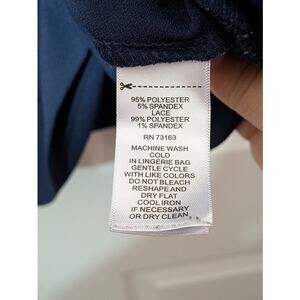 95% POLYESTER
5% SPANDEX
LACE
99% POLYESTER
1% SPANDEX
RN 73163
MACHINE WASH
COLD
IN LINGERIE BAG
GENTLE CYCLE
WITH LIKE COLORS
DO NOT BLEACH
RESHAPE AND
DRY FLAT
COOL IRON
IF NECESSARY
OR DRY CLEAN